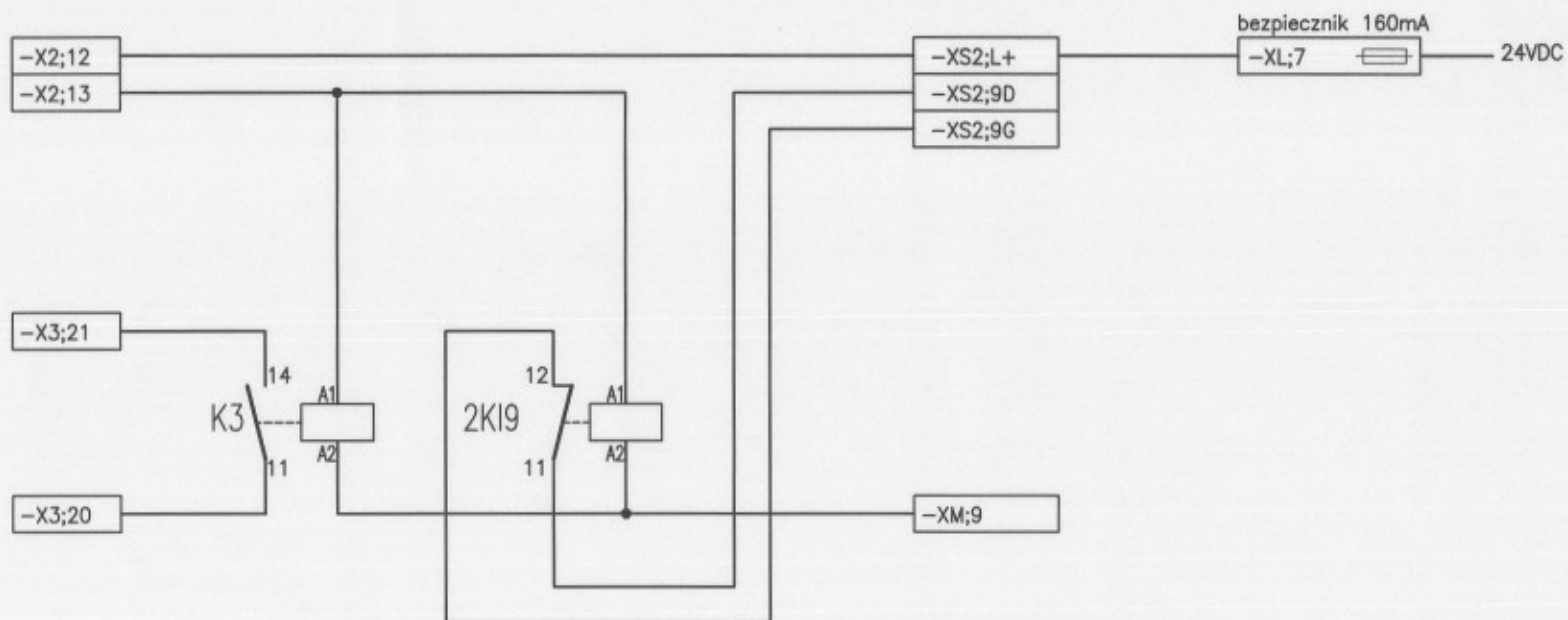 bezpiecznik 160mA
-X2;12
-XS2;L+
-XL;7
24VDC
-X2;13
-XS2;9D
-XS2;9G
-X3;21
14
A1
12
A1
K3
2KI9
A2
A2
11
11
-X3;20
-XM;9